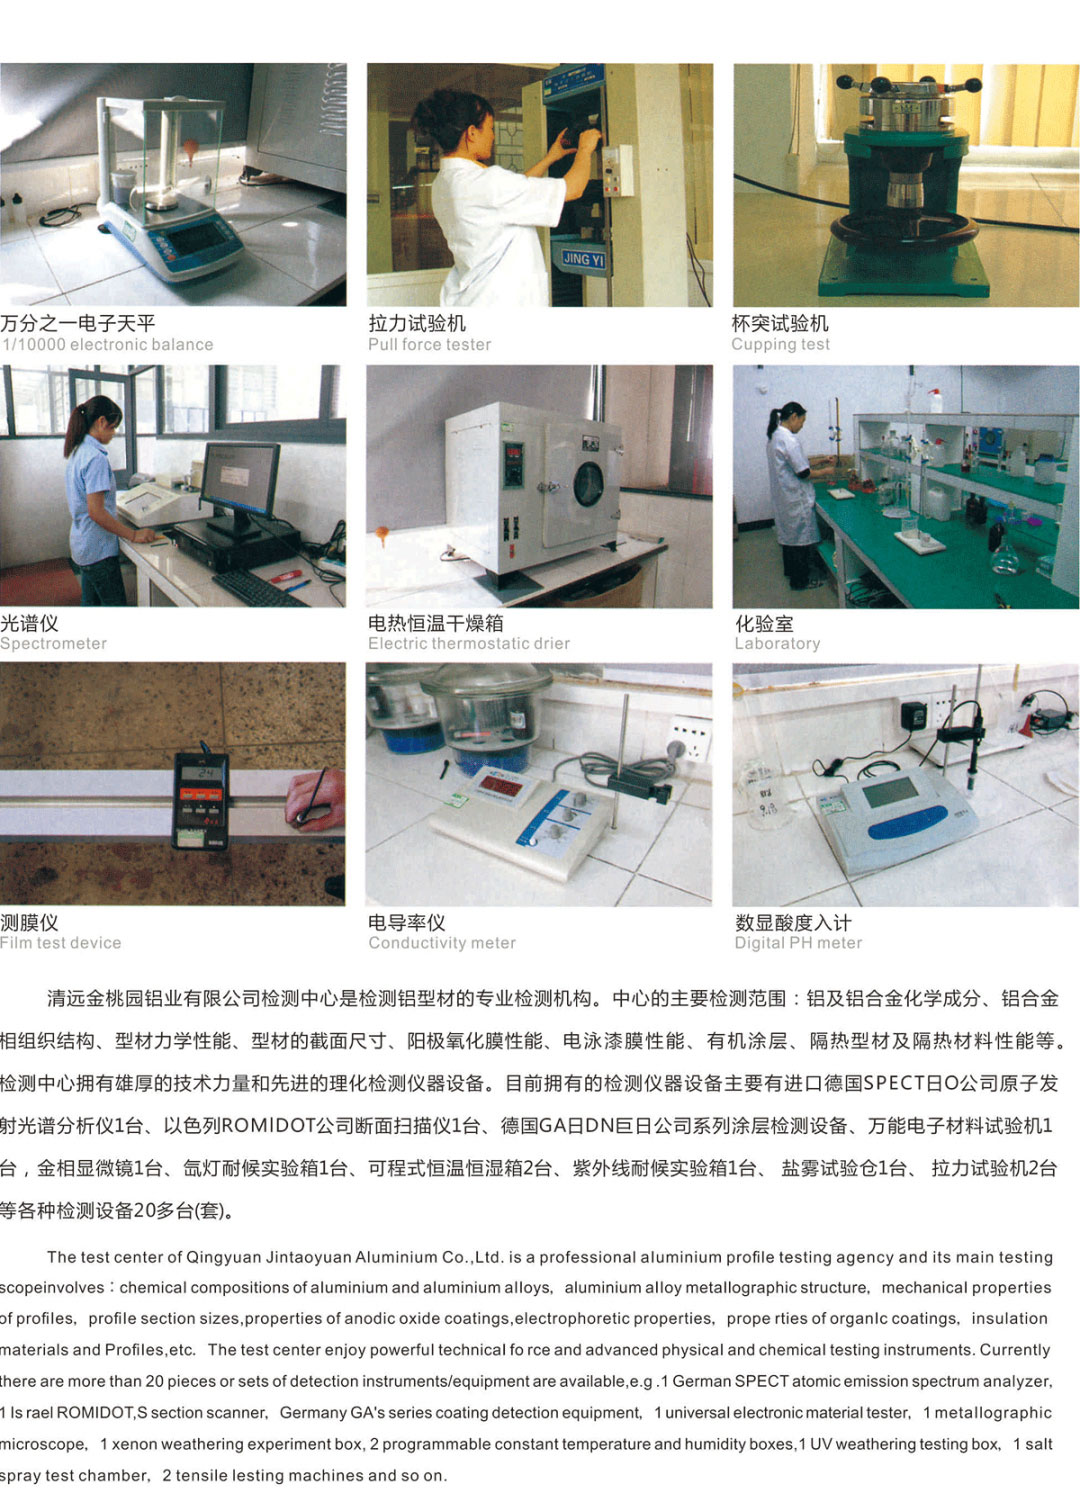 JING YI
万分之一电子天平
1/10000 electronic balance
拉力试验机
Pull force tester
杯突试验机
Cupping test
光谱仪
Spectrometer
电热恒温干燥箱
Electric thermostatic drier
化验室
Laboratory
24
测膜仪
Film test device
电导率仪
Conductivity meter
数显酸度入计
Digital PH meter
清远金桃园铝业有限公司检测中心是检测铝型材的专业检测机构。中心的主要检测范围：铝及铝合金化学成分、铝合金
相组织结构、型材力学性能、型材的截面尺寸、阳极氧化膜性能、电泳漆膜性能、有机涂层、隔热型材及隔热材料性能等。
检测中心拥有雄厚的技术力量和先进的理化检测仪器设备。目前拥有的检测仪器设备主要有进口德国SPECT日O公司原子发
射光谱分析仪1台、以色列ROMIDOT公司断面扫描仪1台、德国GA日DN巨日公司系列涂层检测设备、万能电子材料试验机1
台，金相显微镜1台、氙灯耐候实验箱1台、可程式恒温恒湿箱2台、紫外线耐候实验箱1台、 盐雾试验仓1台、 拉力试验机2台
等各种检测设备20多台(套)。
The test center of Qingyuan Jintaoyuan Aluminium Co.,Ltd. is a professional aluminium profile testing agency and its main testing
scopeinvolves：chemical compositions of aluminium and aluminium alloys, aluminium alloy metallographic structure, mechanical properties
of profiles, profile section sizes,properties of anodic oxide coatings,electrophoretic properties, prope rties of organIc coatings, insulation
materials and Profiles,etc. The test center enjoy powerful technical fo rce and advanced physical and chemical testing instruments. Currently
there are more than 20 pieces or sets of detection instruments/equipment are available,e.g .1 German SPECT atomic emission spectrum analyzer,
1 Is rael ROMIDOT,S section scanner, Germany GA's series coating detection equipment, 1 universal electronic material tester, 1 metallographic
microscope, 1 xenon weathering experiment box, 2 programmable constant temperature and humidity boxes,1 UV weathering testing box, 1 salt
spray test chamber, 2 tensile lesting machines and so on.